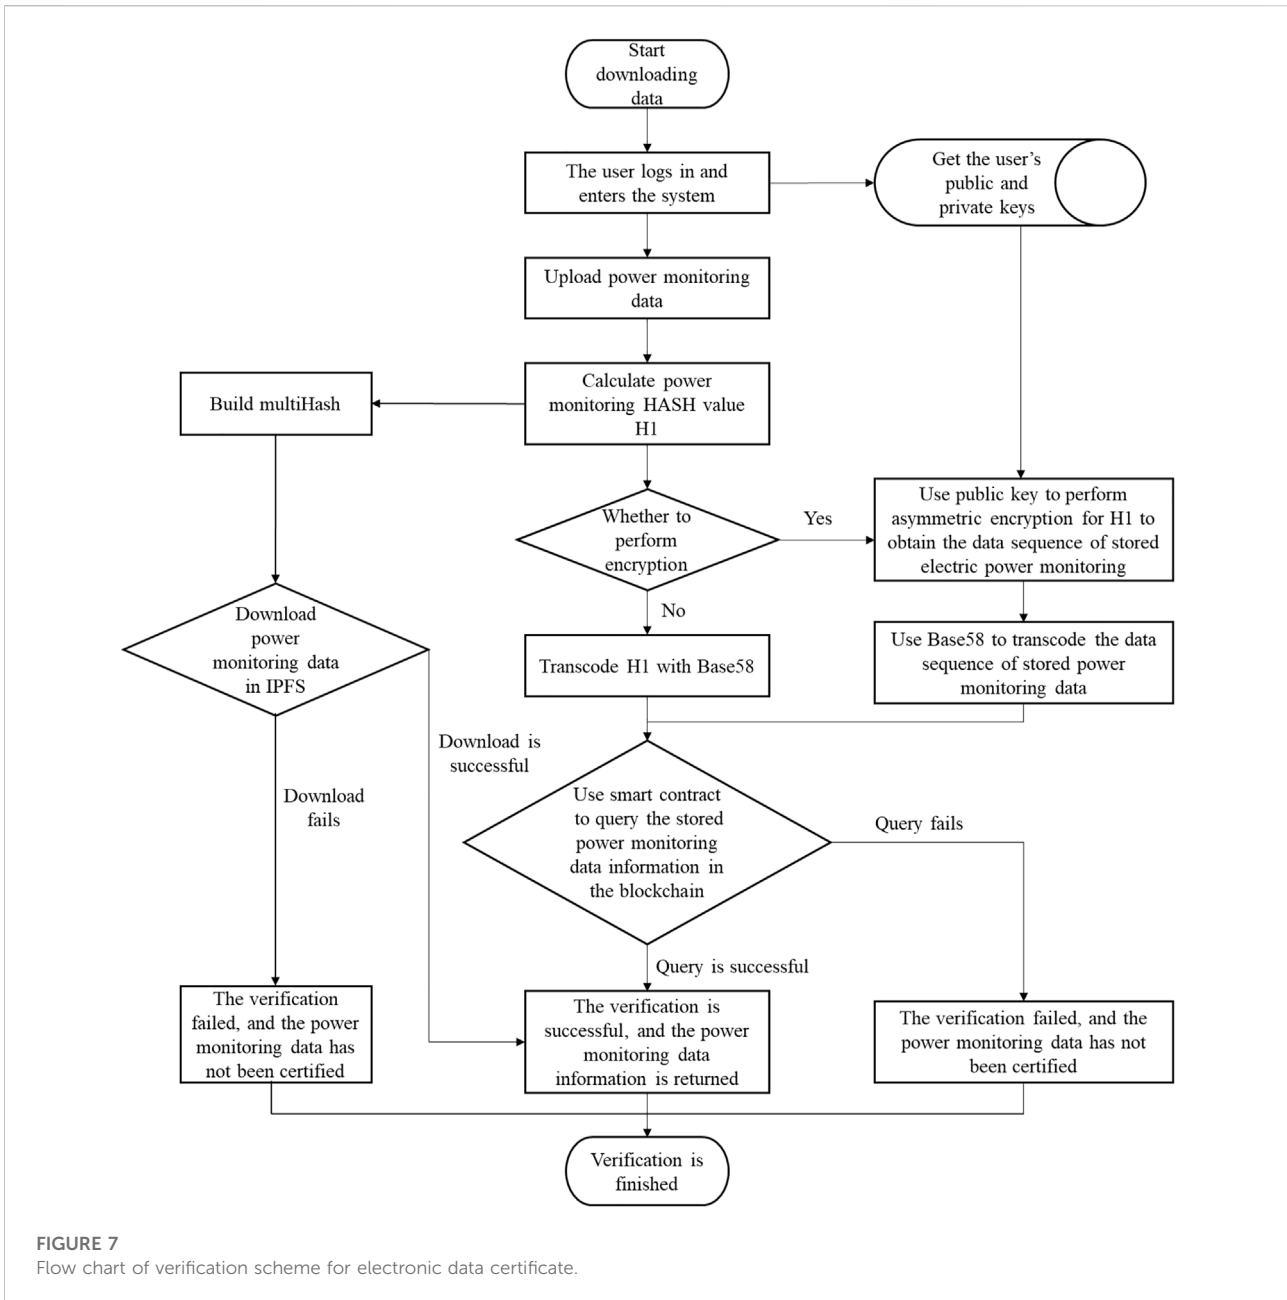 Start
downloading
data
The user logs in and
enters the system
Get the user's
public and
private keys
Upload power monitoring
data
Calculate power
monitoring HASH value
H1
Build multiHash
Whether to
perform
encryption
Yes
Use public key to perform
asymmetric encryption for H1 to
obtain the data sequence of stored
electric power monitoring
No
Download
power
monitoring data
in IPFS
Transcode H1 with Base58
Use Base58 to transcode the data
sequence of stored power
monitoring data
Download is
successful
Download
fails
Use smart contract
to query the stored
power monitoring
data information in
the blockchain
Query fails
Query is successful
The verification
failed, and the power
monitoring data has
not been certified
The verification is
successful, and the power
monitoring data
information is returned
The verification failed, and the
power monitoring data has not
been certified
Verification is
finished
FIGURE 7
Flow chart of verification scheme for electronic data certificate.